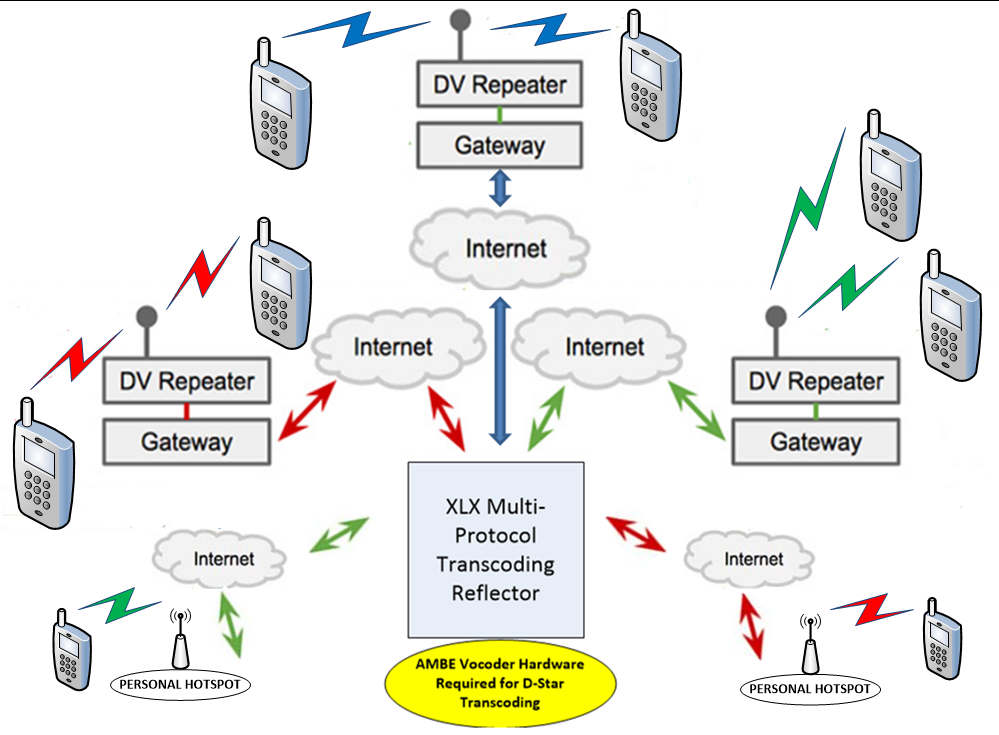 DV Repeater
Gateway
Internet
Internet
Internet
DV Repeater
Gateway
DV Repeater
Gateway
XLX Multi-
Protocol
Transcoding
Reflector
Internet
Internet
PERSONAL HOTSPOT
AMBE Vocoder Hardware
Required for D-Star
Transcoding
PERSONAL HOTSPOT